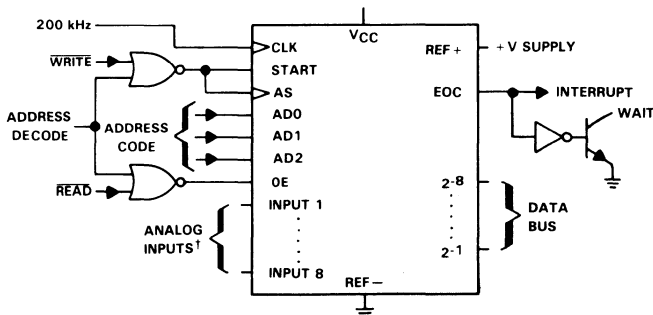 200 kHz
WRITE
ADDRESS
DECODE
ADDRESS
CODE
READ
ANALOG
INPUTS†
VCC
CLK
START
AS
AD0
AD1
AD2
OE
INPUT 1
INPUT 8
REF−
REF+
EOC
2-8
2-1
+V SUPPLY
INTERRUPT
WAIT
DATA
BUS